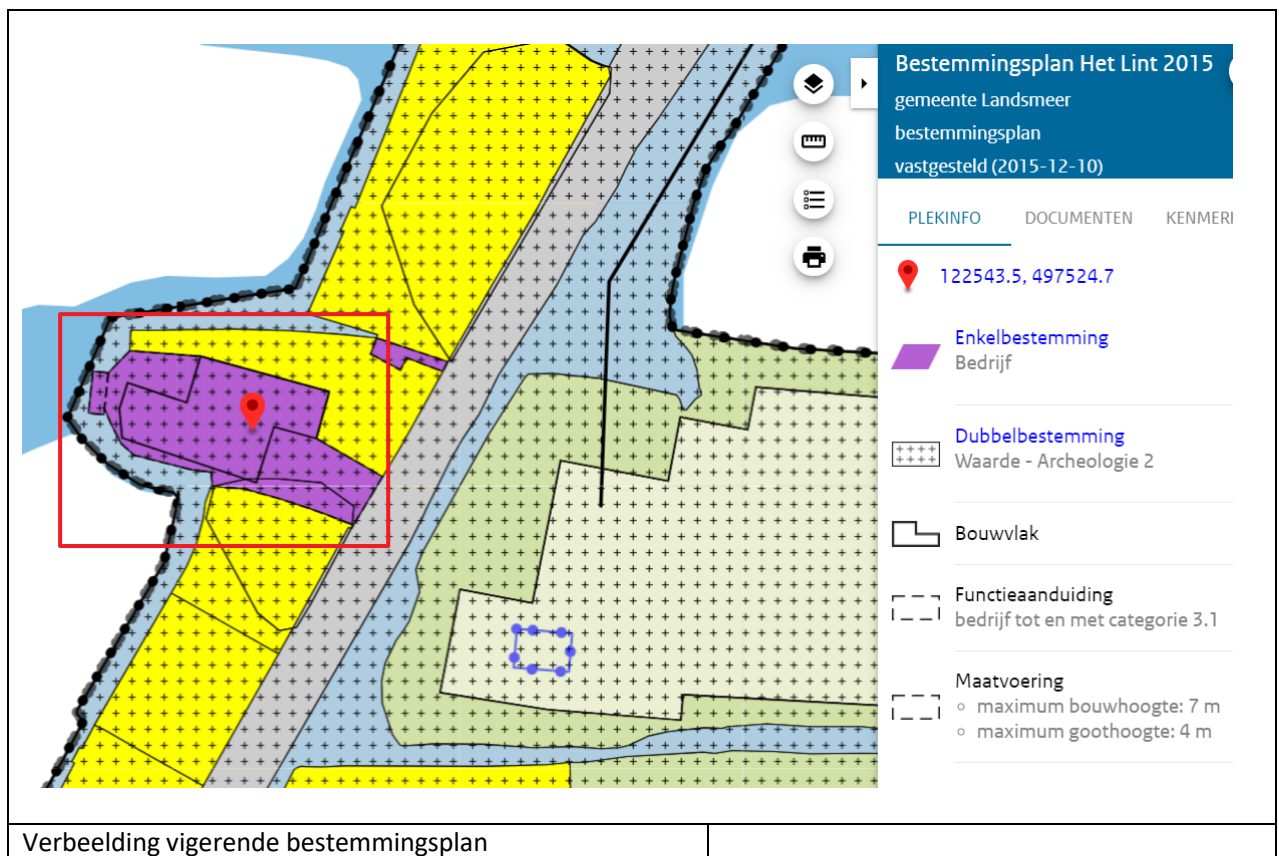 Bestemmingsplan Het Lint 2015
gemeente Landsmeer
bestemmingsplan
vastgesteld (2015-12-10)
PLEKINFO DOCUMENTEN KENMERI
122543.5, 497524.7
Enkelbestemming
Bedrijf
Dubbelbestemming
Waarde - Archeologie 2
Bouwvlak
Functieaanduiding
bedrijf tot en met categorie 3.1
Maatvoering
maximum bouwhoogte: 7 m
maximum goothoogte: 4 m
Verbeelding vigerende bestemmingsplan